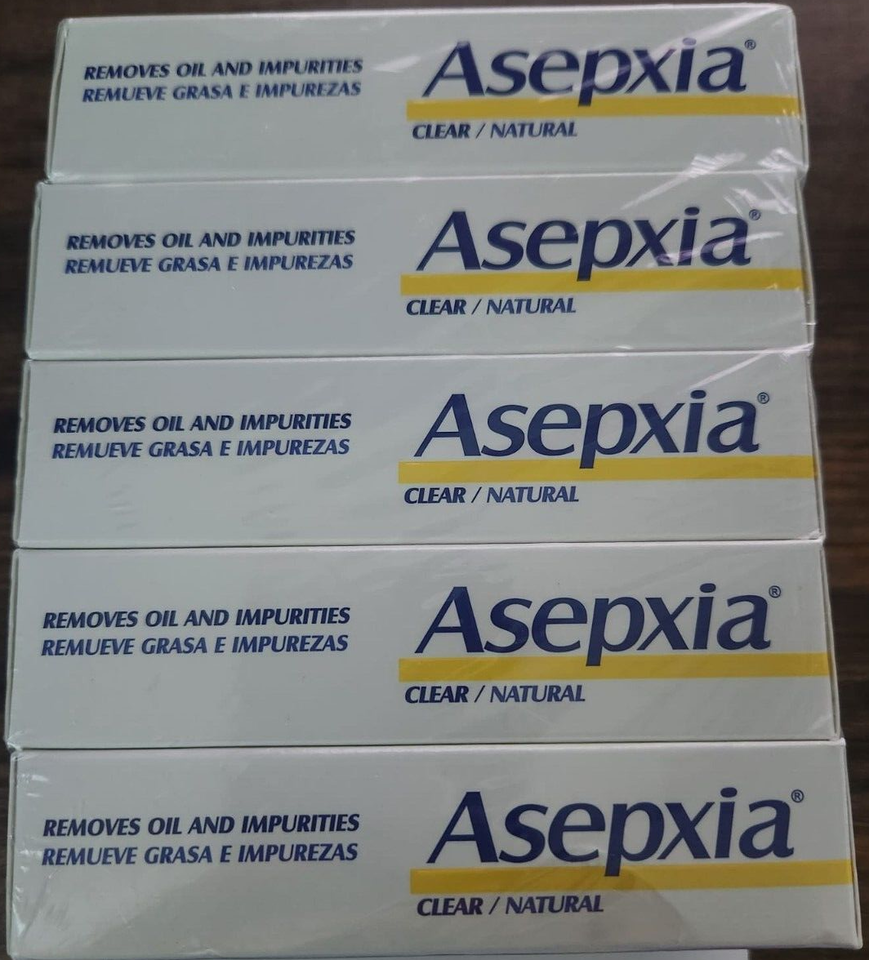 REMOVES OIL AND IMPURITIES
REMUEVE GRASA E IMPUREZAS
Asepxia®
CLEAR / NATURAL
REMOVES OIL AND IMPURITIES
REMUEVE GRASA E IMPUREZAS
Asepxia®
CLEAR / NATURAL
REMOVES OIL AND IMPURITIES
REMUEVE GRASA E IMPUREZAS
Asepxia®
CLEAR / NATURAL
REMOVES OIL AND IMPURITIES
REMUEVE GRASA E IMPUREZAS
Asepxia®
CLEAR / NATURAL
REMOVES OIL AND IMPURITIES
REMUEVE GRASA E IMPUREZAS
Asepxia®
CLEAR / NATURAL